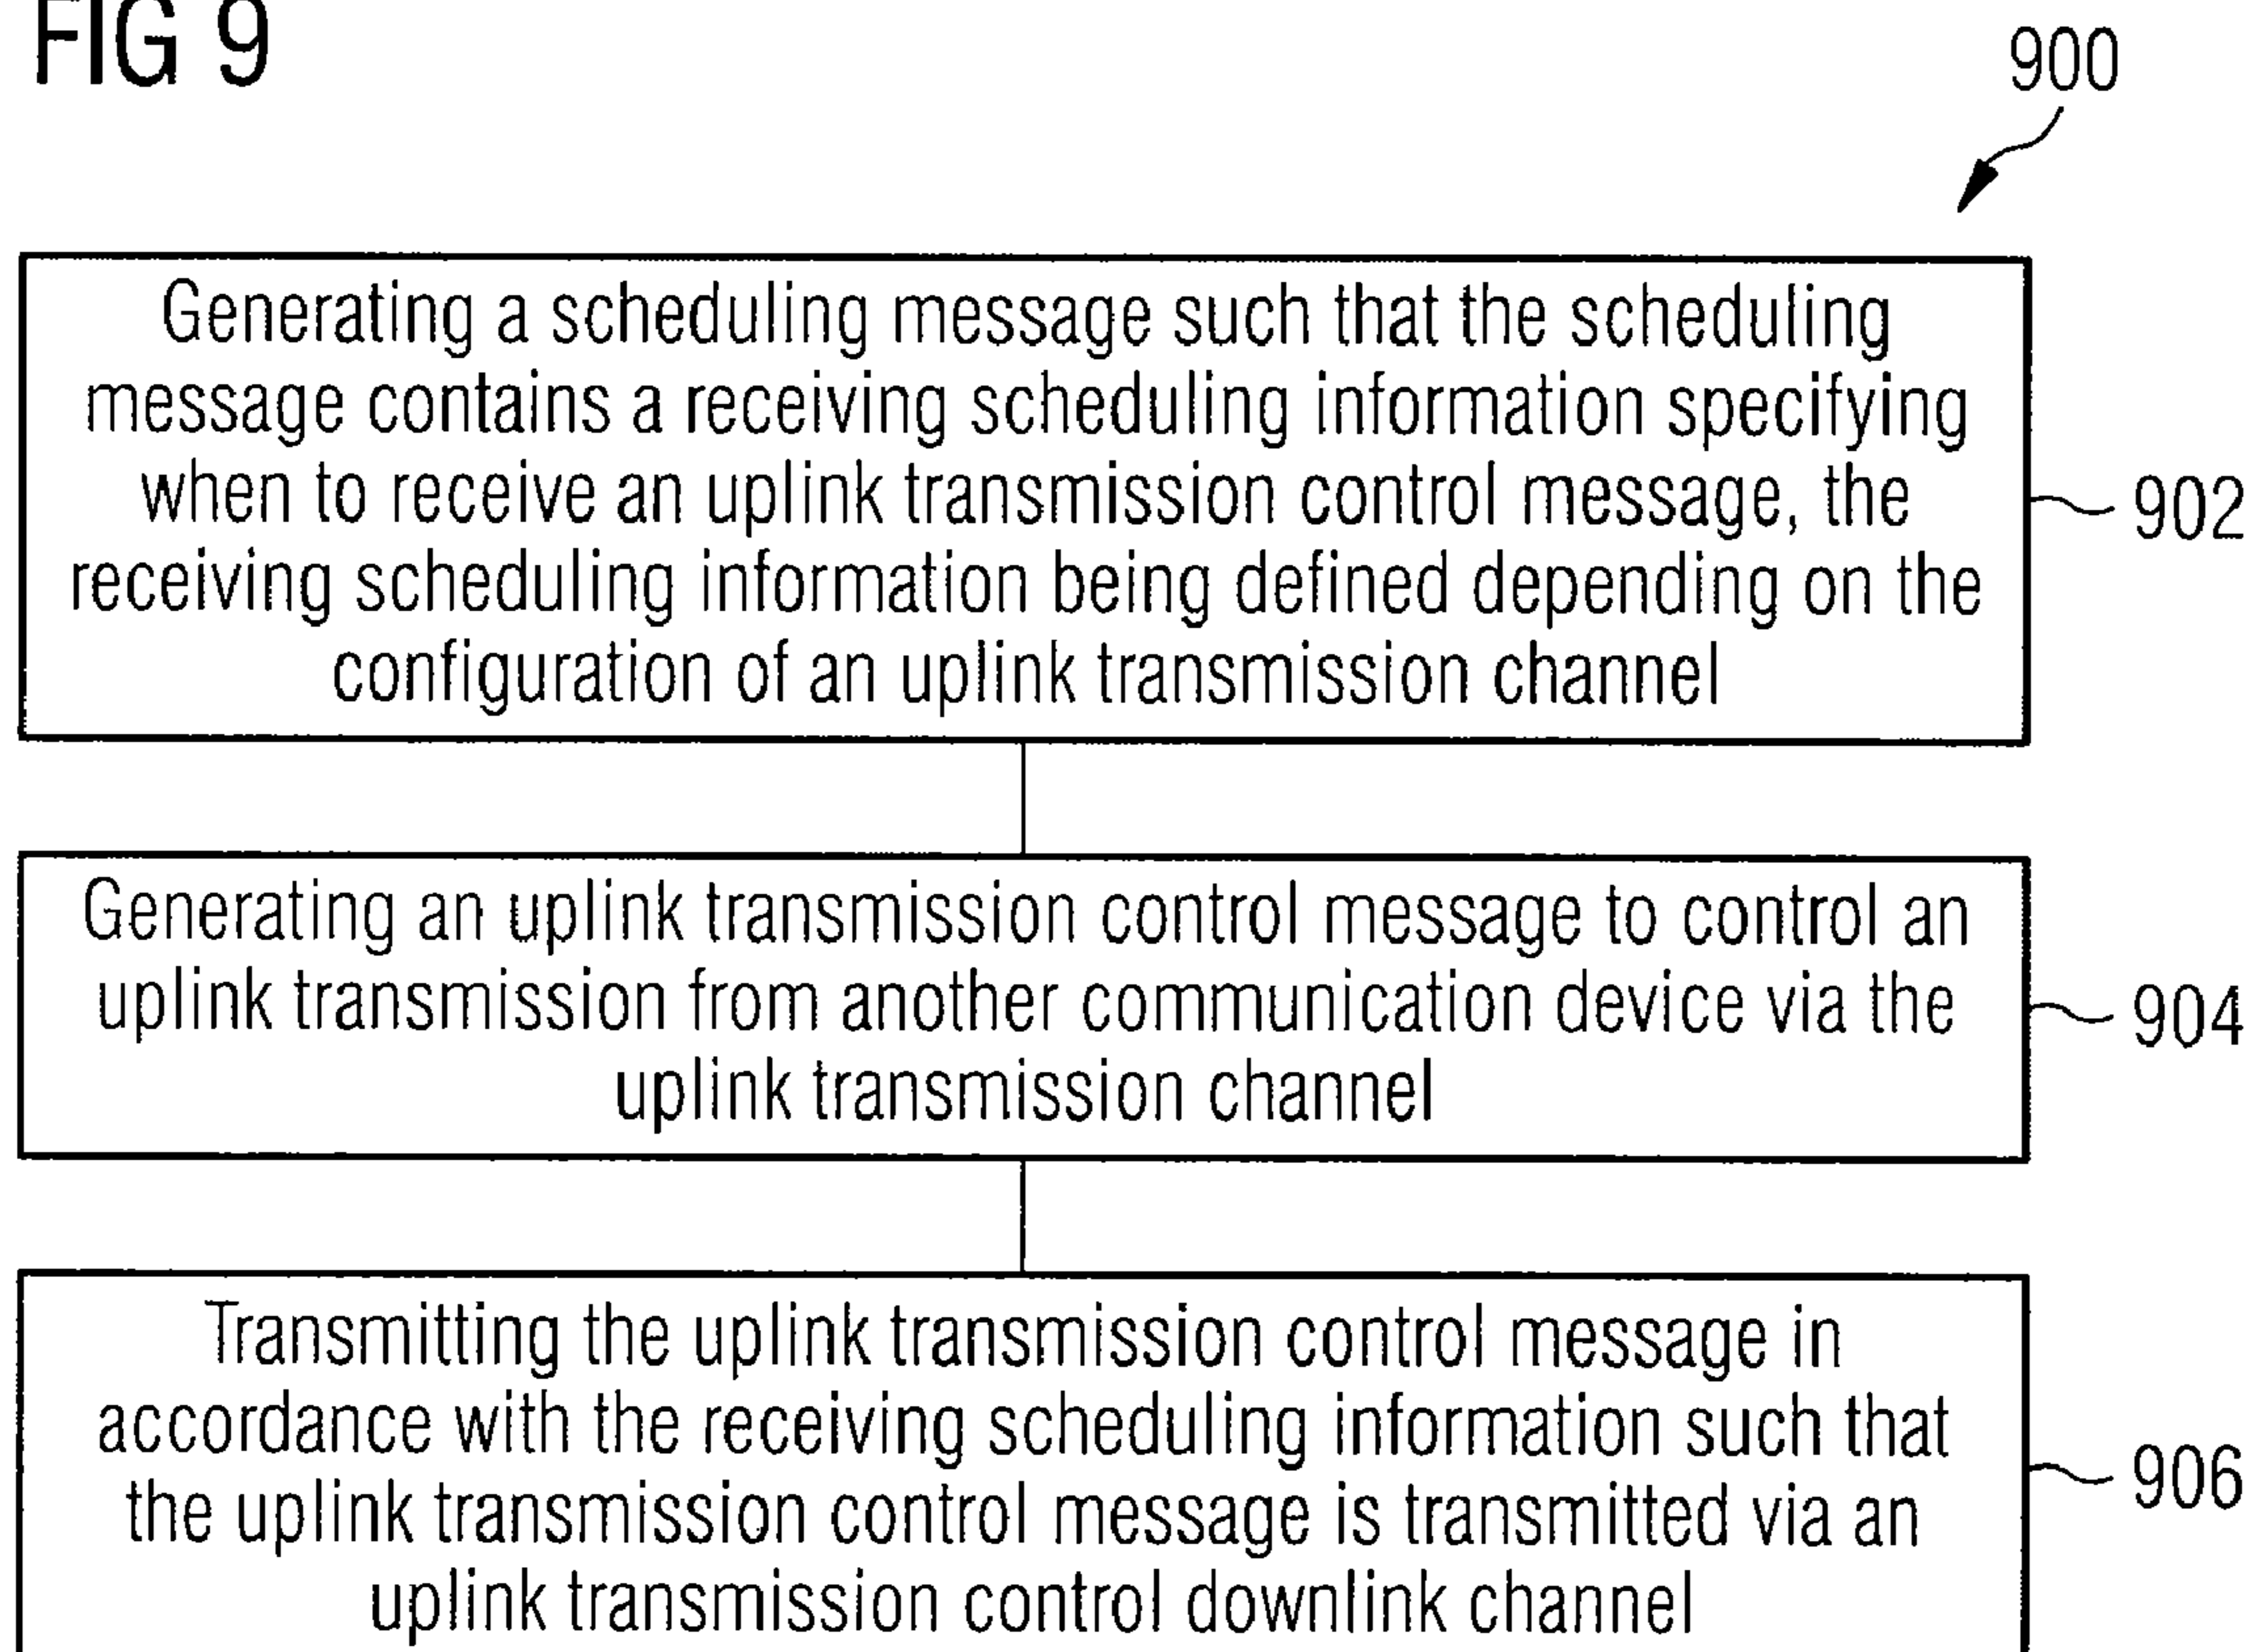 FIG 9
900
Generating a scheduling message such that the scheduling
message contains a receiving scheduling information specifying
when to receive an uplink transmission control message, the
receiving scheduling information being defined depending on the
configuration of an uplink transmission channel
902
Generating an uplink transmission control message to control an
uplink transmission from another communication device via the
uplink transmission channel
904
Transmitting the uplink transmission control message in
accordance with the receiving scheduling information such that
the uplink transmission control message is transmitted via an
uplink transmission control downlink channel
906